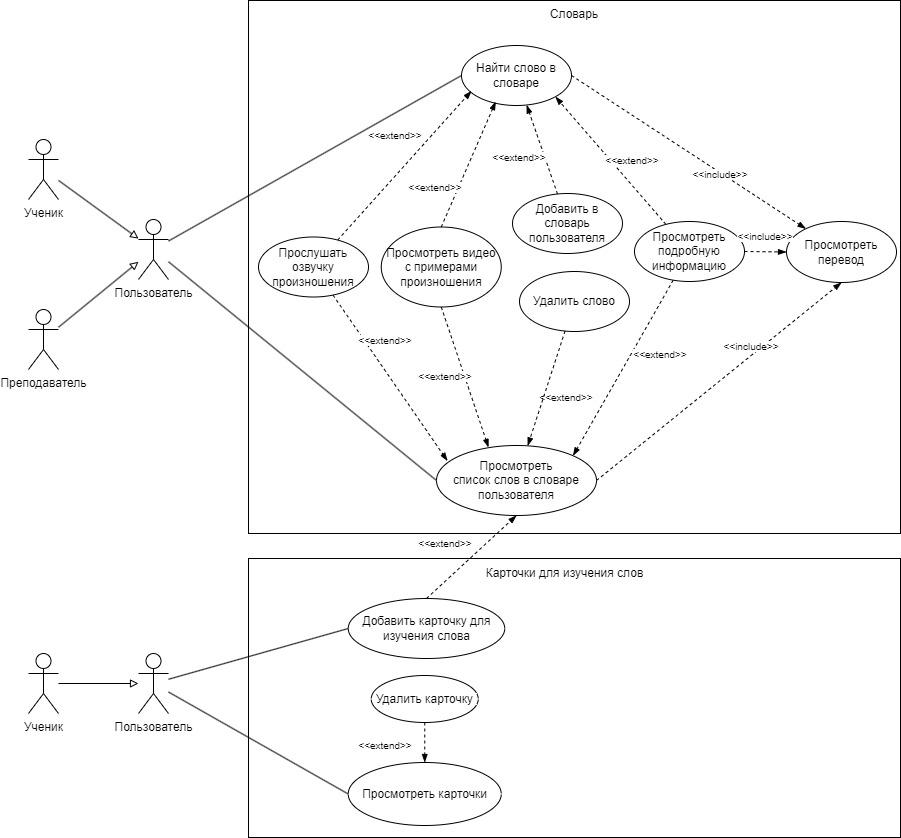 Словарь
Найти слово в
словаре
<<extend>>
<<extend>>
<<extend>>
<<extend>>
<<include>>
Ученик
Пользователь
Преподаватель
Прослушать
озвучку
произношения
Просмотреть видео
с примерами
произношения
Добавить в
словарь
пользователя
Просмотреть
подробную
информацию
<<include>>
Просмотреть
перевод
Удалить слово
<<extend>>
<<extend>>
<<extend>>
<<extend>>
<<include>>
Просмотреть
список слов в словаре
пользователя
<<extend>>
Карточки для изучения слов
Добавить карточку для
изучения слова
Ученик
Пользователь
Удалить карточку
<<extend>>
Просмотреть карточки